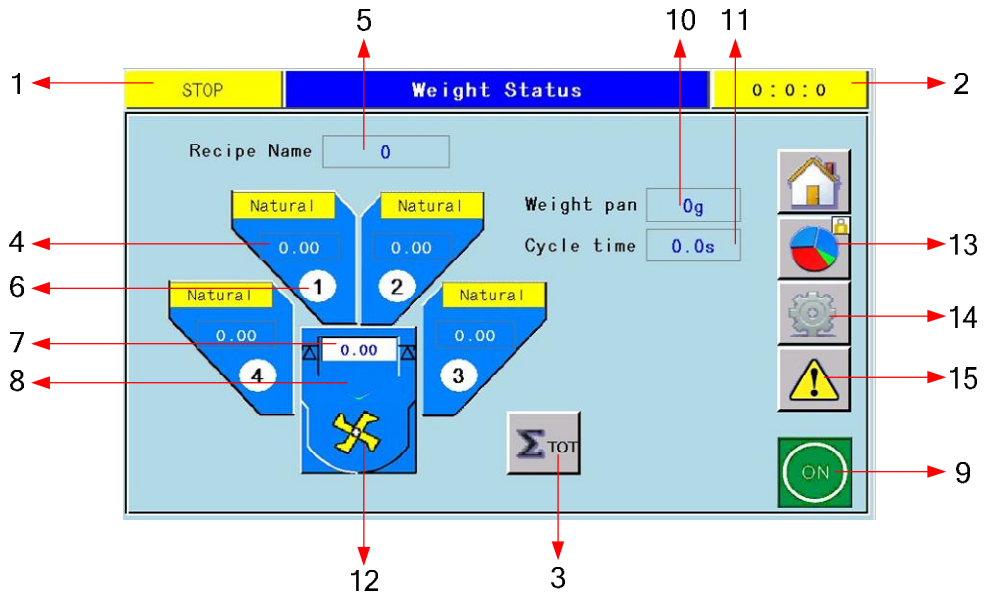 5 10 11
1 STOP Weight Status 0:0:0 2
Recipe Name 0
Natural Natural Weight pan 0g
4 0.00 0.00 Cycle time 0.0s 13
6 1 2
Natural Natural
7 0.00 0.00 0.00 14
8 4 3 15
Σ TOT ON 9
12 3